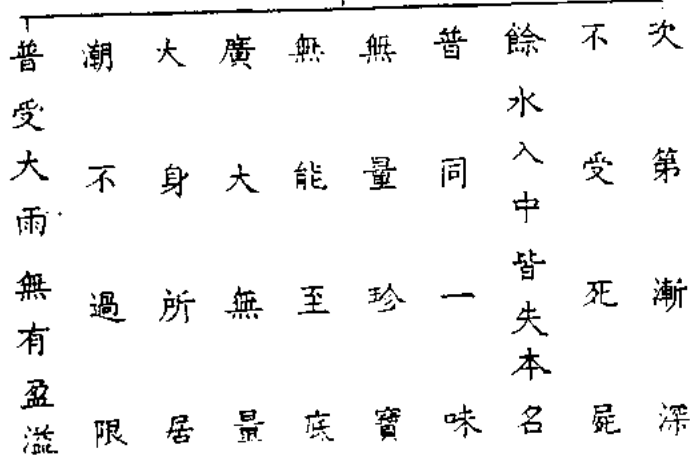 次第漸深
不受死屍
餘水入中皆失本名
普同一味
無量珍寶
無能至底
廣大無量
大身所居
潮不過限
普受大雨無有盈溢